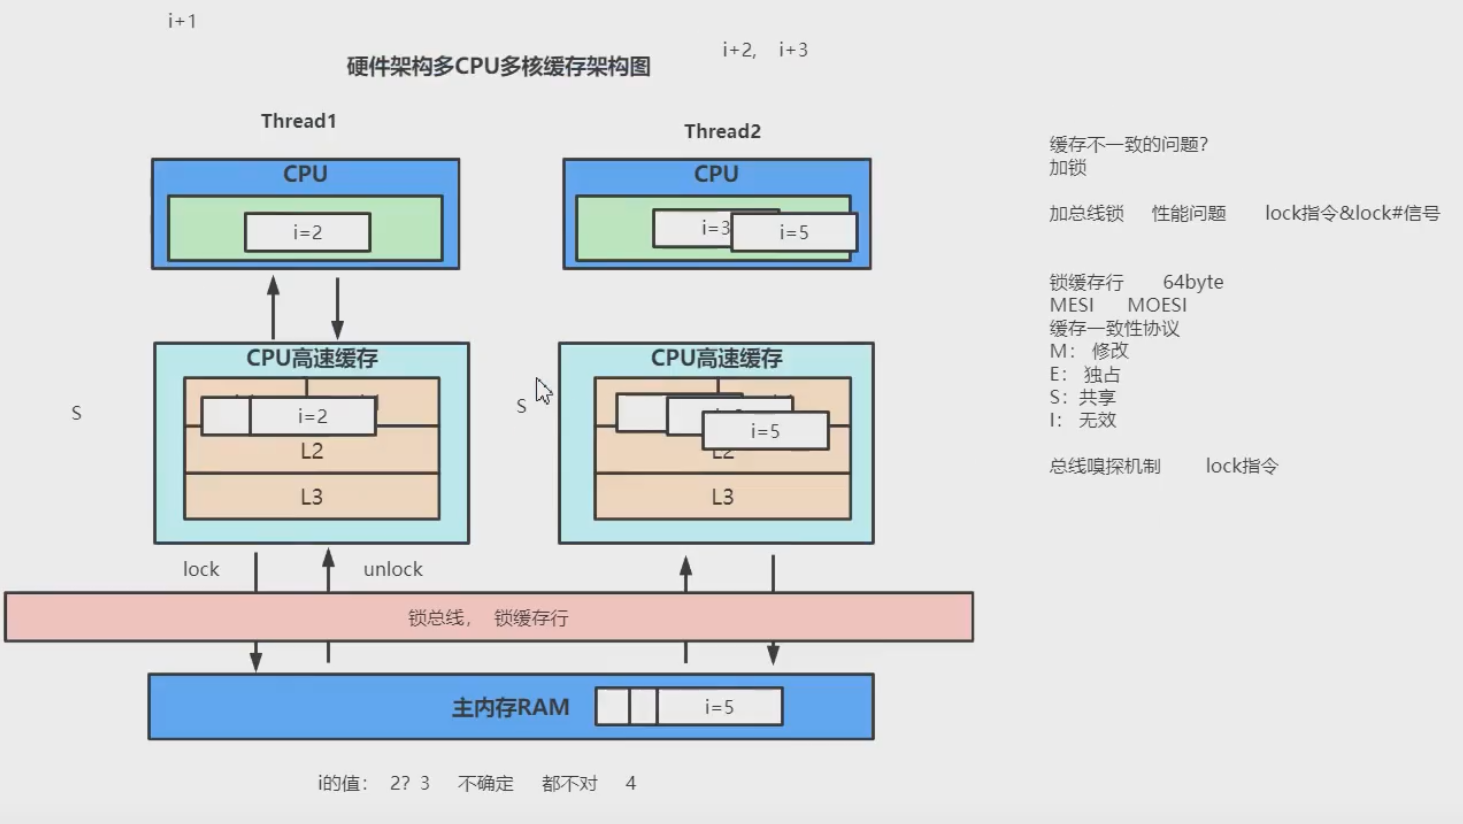 i+1
i+2, i+3
硬件架构多CPU多核缓存架构图
Thread1
Thread2
CPU
i=2
CPU
i=3
i=5
CPU高速缓存
i=2
L2
L3
CPU高速缓存
i=5
L2
L3
S
S
lock
unlock
锁总线， 锁缓存行
主内存RAM
i=5
i的值： 2? 3 不确定 都不对 4
缓存不一致的问题?
加锁
加总线锁 性能问题 lock指令&lock#信号
锁缓存行 64byte
MESI MOESI
缓存一致性协议
M： 修改
E： 独占
S：共享
I： 无效
总线嗅探机制 lock指令